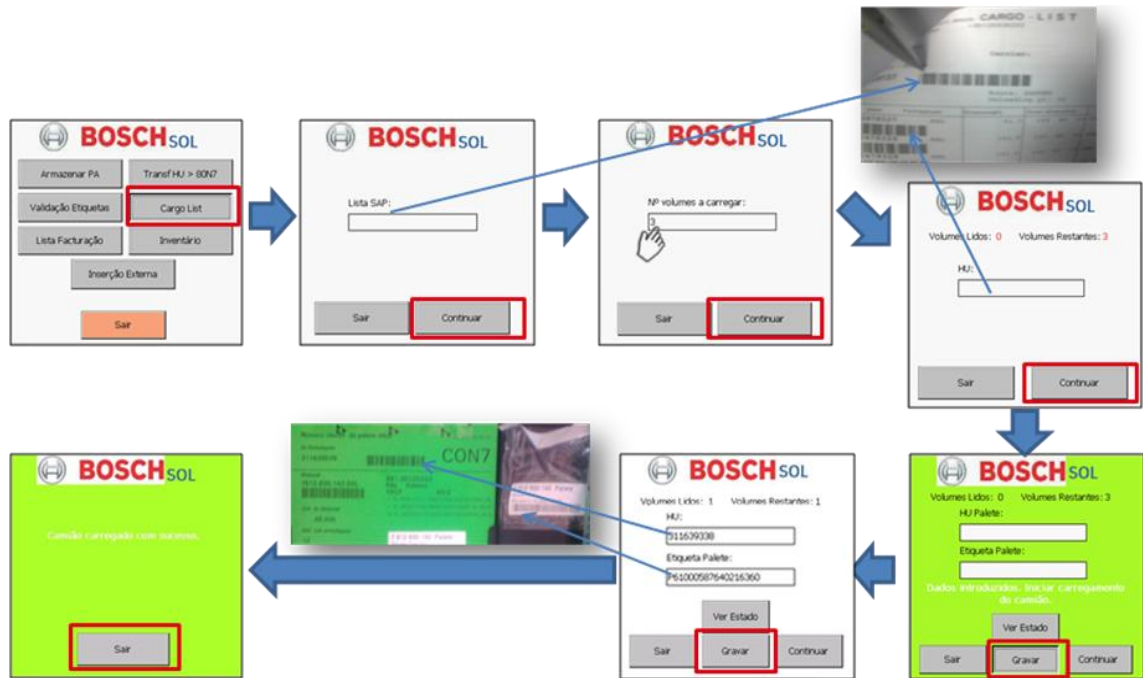 BOSCH SOL
Armazenar PA
Transf HU > 80N7
Validação Etiquetas
Cargo List
Lista Facturação
Inventário
Inserção Externa
Sair
BOSCH SOL
Lista SAP:
Sair
Continuar
BOSCH SOL
Nº volumes a carregar:
3
Sair
Continuar
CARGO-LIST
BOSCH SOL
Volumes Lidos: 0 Volumes Restantes: 3
HU:
Sair
Continuar
BOSCH SOL
Volumes Lidos: 0 Volumes Restantes: 3
HU Palete:
Etiqueta Palete:
Dados introduzidos. Iniciar carregamento
do camião.
Ver Estado
Sair
Gravar
Continuar
BOSCH SOL
Volumes Lidos: 1 Volumes Restantes: 1
HU:
311639338
Etiqueta Palete:
P61000587640216360
Ver Estado
Sair
Gravar
Continuar
CON7
BOSCH SOL
Camião carregado com sucesso.
Sair